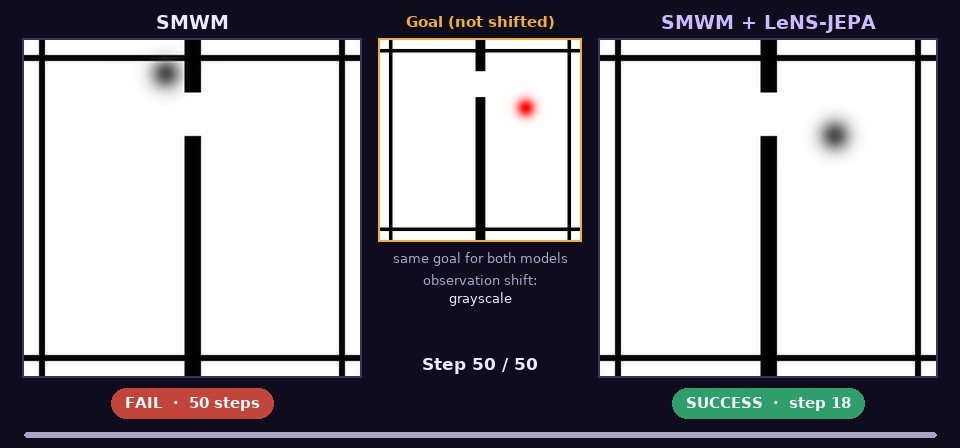 SMWM
Goal (not shifted)
SMWM + LeNS-JEPA
same goal for both models
observation shift:
grayscale
Step 50 / 50
FAIL · 50 steps
SUCCESS · step 18